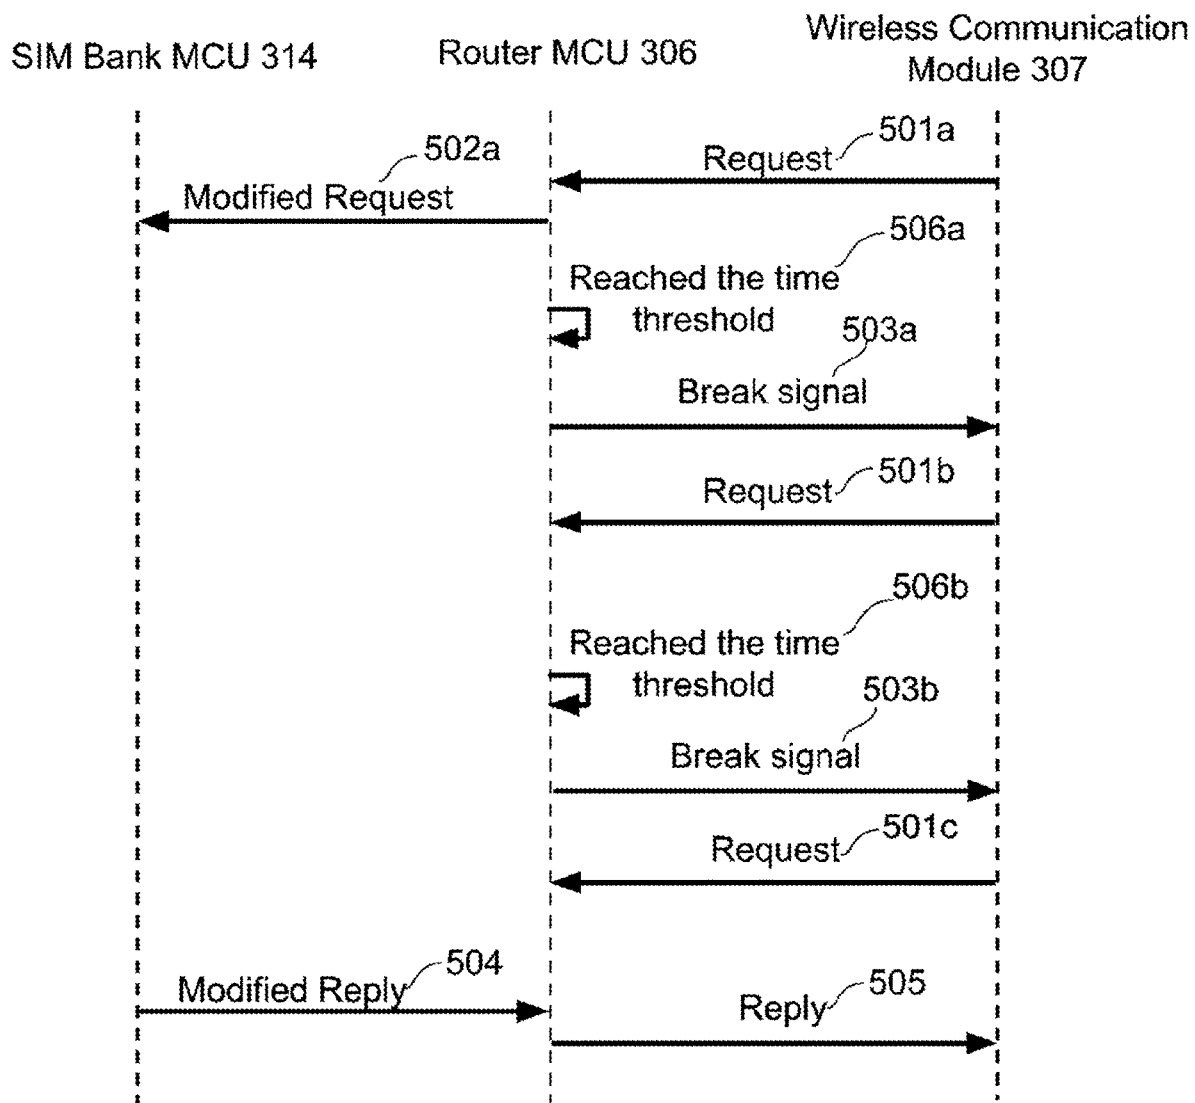 SIM Bank MCU 314
Router MCU 306
Wireless Communication
Module 307
501a
Request
502a
Modified Request
506a
Reached the time
threshold
503a
Break signal
501b
Request
506b
Reached the time
threshold
503b
Break signal
501c
Request
504
Modified Reply
505
Reply